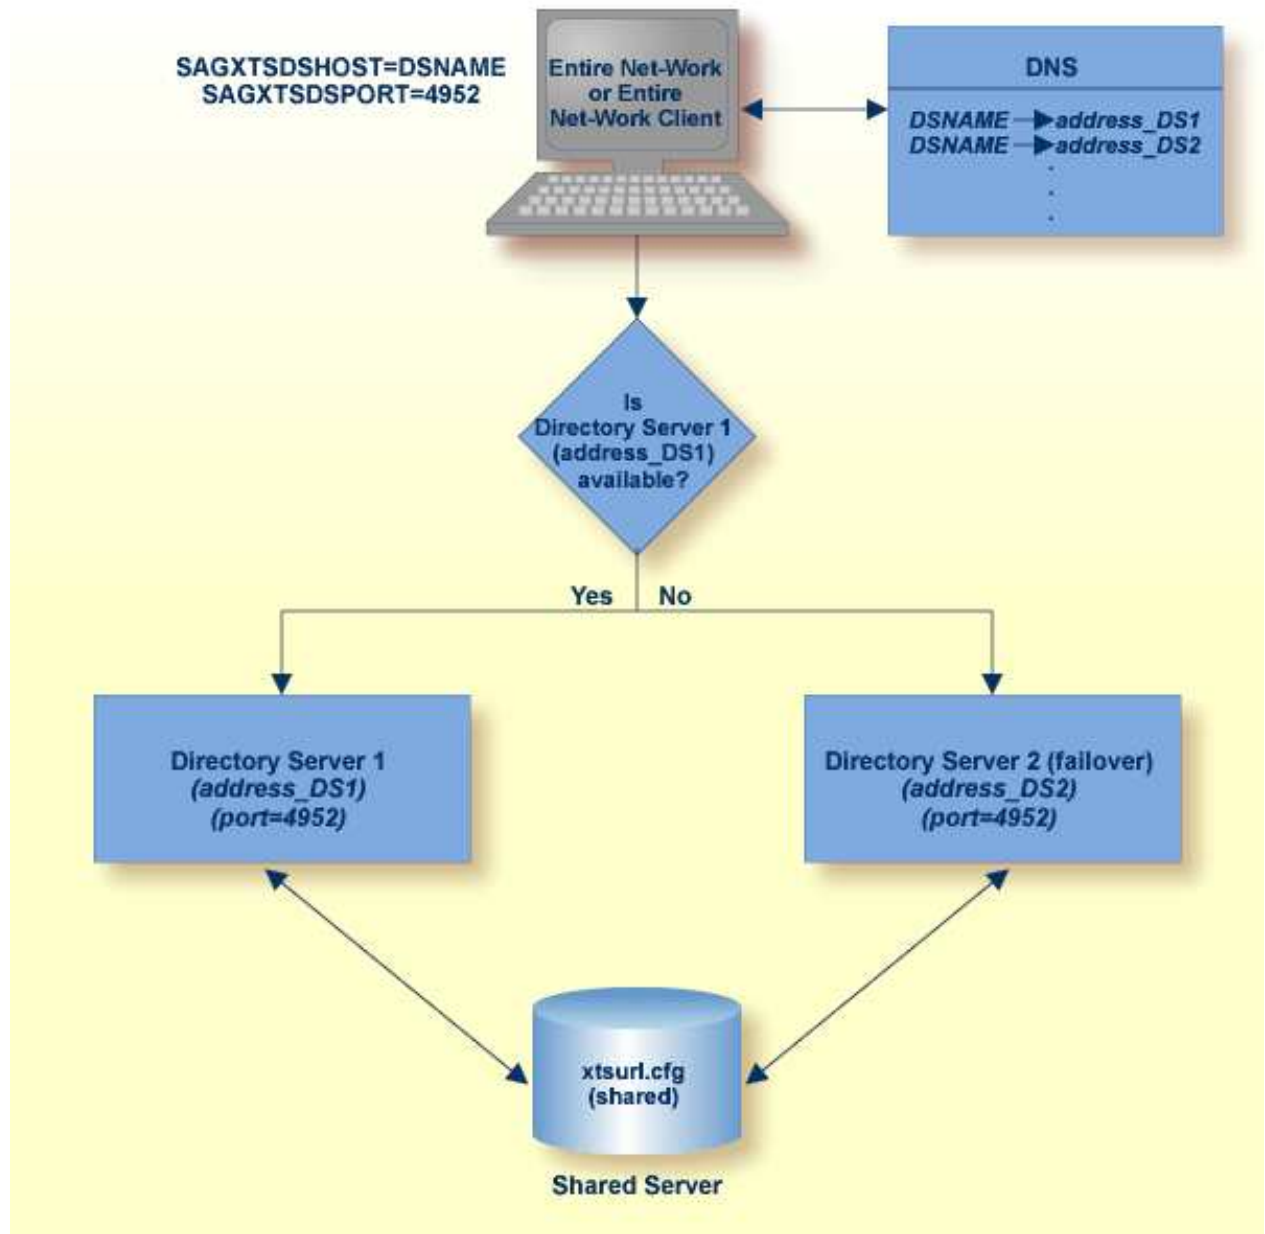 SAGXTSDSHOST=DSNAME
SAGXTSDSPORT=4952
Entire Net-Work
or Entire
Net-Work Client
DNS
DSNAME address_DS1
DSNAME address_DS2
.
.
.
Is
Directory Server 1
(address_DS1)
available?
Yes No
Directory Server 1
(address_DS1)
(port=4952)
Directory Server 2 (failover)
(address_DS2)
(port=4952)
xtsurl.cfg
(shared)
Shared Server